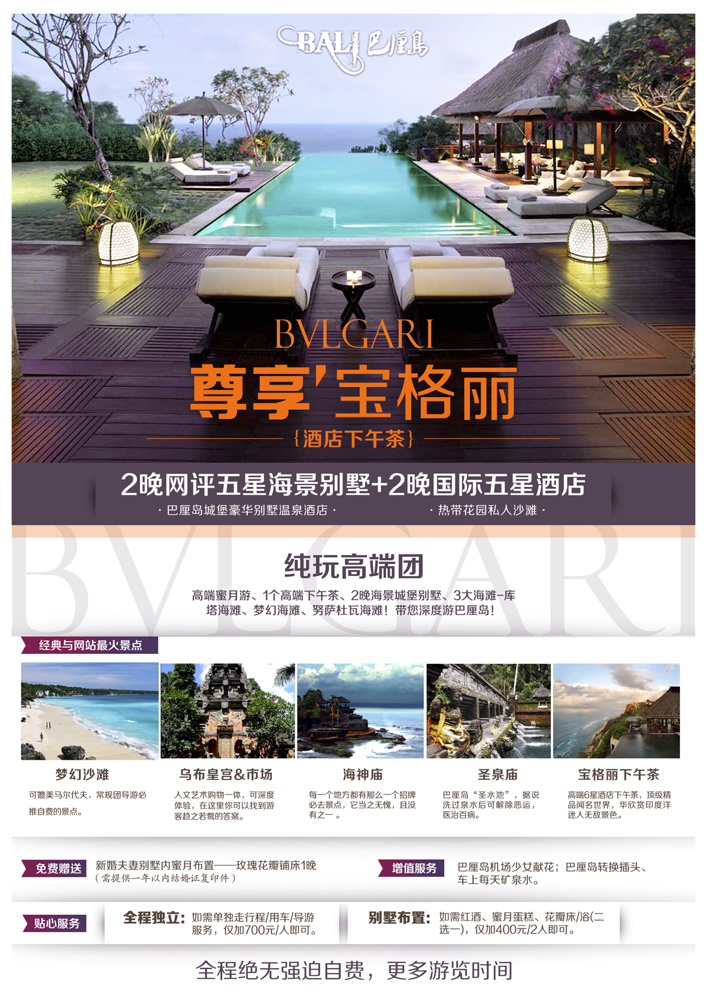 BALI 巴厘岛
BVLGARI
尊享'宝格丽
{酒店下午茶}
2晚网评五星海景别墅+2晚国际五星酒店
·巴厘岛城堡豪华别墅温泉酒店· ·热带花园私人沙滩·
BVLGARI
纯玩高端团
高端蜜月游、1个高端下午茶、2晚海景城堡别墅、3大海滩-库
塔海滩、梦幻海滩、努萨杜瓦海滩！带您深度游巴厘岛！
经典与网站最火景点
梦幻沙滩
可媲美马尔代夫，常规团导游必
推自费的景点。
乌布皇宫&市场
人文艺术购物一体，可深度
体验，在这里你可以找到游
客趋之若鹜的答案。
海神庙
每一个地方都有那么一个招牌
必去景点，它当之无愧，且没
有之一 。
圣泉庙
巴厘岛“圣水池”，据说
洗过泉水后可解除恶运，
医治百病。
宝格丽下午茶
高端6星酒店下午茶，顶级精
品闻名世界，华欣赏印度洋
迷人无敌景色。
免费赠送
新婚夫妻别墅内蜜月布置——玫瑰花瓣铺床1晚
（需提供一年以内结婚证复印件）
增值服务
巴厘岛机场少女献花；巴厘岛转换插头、
车上每天矿泉水。
贴心服务
全程独立：
如需单独走行程/用车/导游
服务，仅加700元/人即可。
别墅布置：
如需红酒、蜜月蛋糕、花瓣床/浴(二
选一)，仅加400元/2人即可。
全程绝无强迫自费，更多游览时间